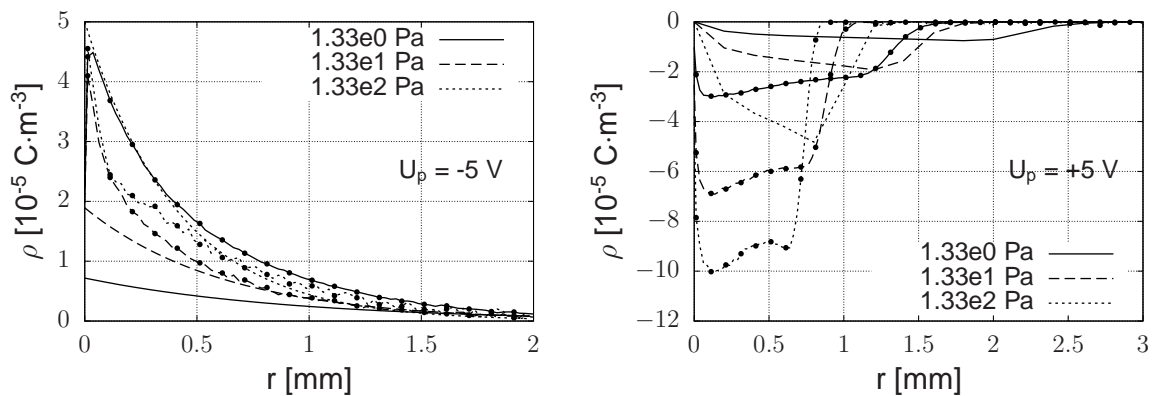 5
4
3
2
1
0
ρ [10⁻⁵ C·m⁻³]
1.33e0 Pa
1.33e1 Pa
1.33e2 Pa
U_p = -5 V
0 0.5 1 1.5 2
r [mm]
0
−2
−4
−6
−8
−10
−12
ρ [10⁻⁵ C·m⁻³]
U_p = +5 V
1.33e0 Pa
1.33e1 Pa
1.33e2 Pa
0 0.5 1 1.5 2 2.5 3
r [mm]